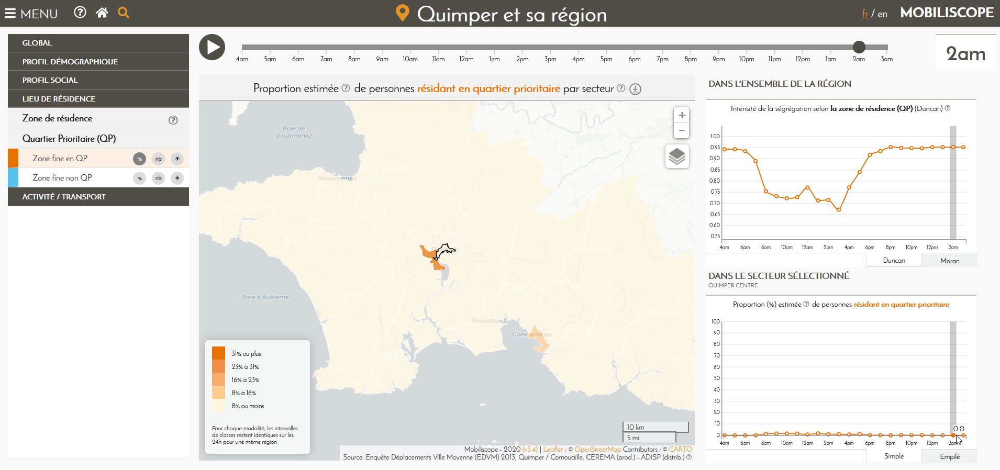 MENU
Quimper et sa région
fr / en
MOBILISCOPE
GLOBAL
PROFIL DÉMOGRAPHIQUE
PROFIL SOCIAL
LIEU DE RÉSIDENCE
Zone de résidence ?
Quartier Prioritaire (QP)
Zone fine en QP % nb ✶
Zone fine non QP % nb ✶
ACTIVITÉ / TRANSPORT
4am 5am 6am 7am 8am 9am 10am 11am 12am 1pm 2pm 3pm 4pm 5pm 6pm 7pm 8pm 9pm 10pm 11pm 12pm 1am 2am 3am
2am
Proportion estimée ? de personnes résidant en quartier prioritaire par secteur ?
+
−
Baie de
Douarnenez
Douarnenez
Baie d'Audierne
Fouesnant
Concarneau
31% ou plus
23% à 31%
16% à 23%
8% à 16%
8% ou moins
Pour chaque modalité, les intervalles
de classes restent identiques sur les
24h pour une même region.
10 km
5 mi
Mobiliscope - 2020 (v3.4) | Leaflet ; © OpenStreetMap Contributors ; © CARTO
Source: Enquête Déplacements Ville Moyenne (EDVM) 2013, Quimper / Cornouaille, CEREMA (prod.) - ADISP (distrib.) ?
DANS L'ENSEMBLE DE LA RÉGION
Intensité de la ségrégation selon la zone de résidence (QP) (Duncan) ?
1.00
0.95
0.90
0.85
0.80
0.75
0.70
0.65
0.60
0.55
4am 6am 8am 10am 12am 2pm 4pm 6pm 8pm 10pm 12pm 2am
Duncan Moran
DANS LE SECTEUR SÉLECTIONNÉ
QUIMPER CENTRE
Proportion (%) estimée ? de personnes résidant en quartier prioritaire
100
90
80
70
60
50
40
30
20
10
0
0.0
4am 6am 8am 10am 12am 2pm 4pm 6pm 8pm 10pm 12pm 2am
Simple Empilé